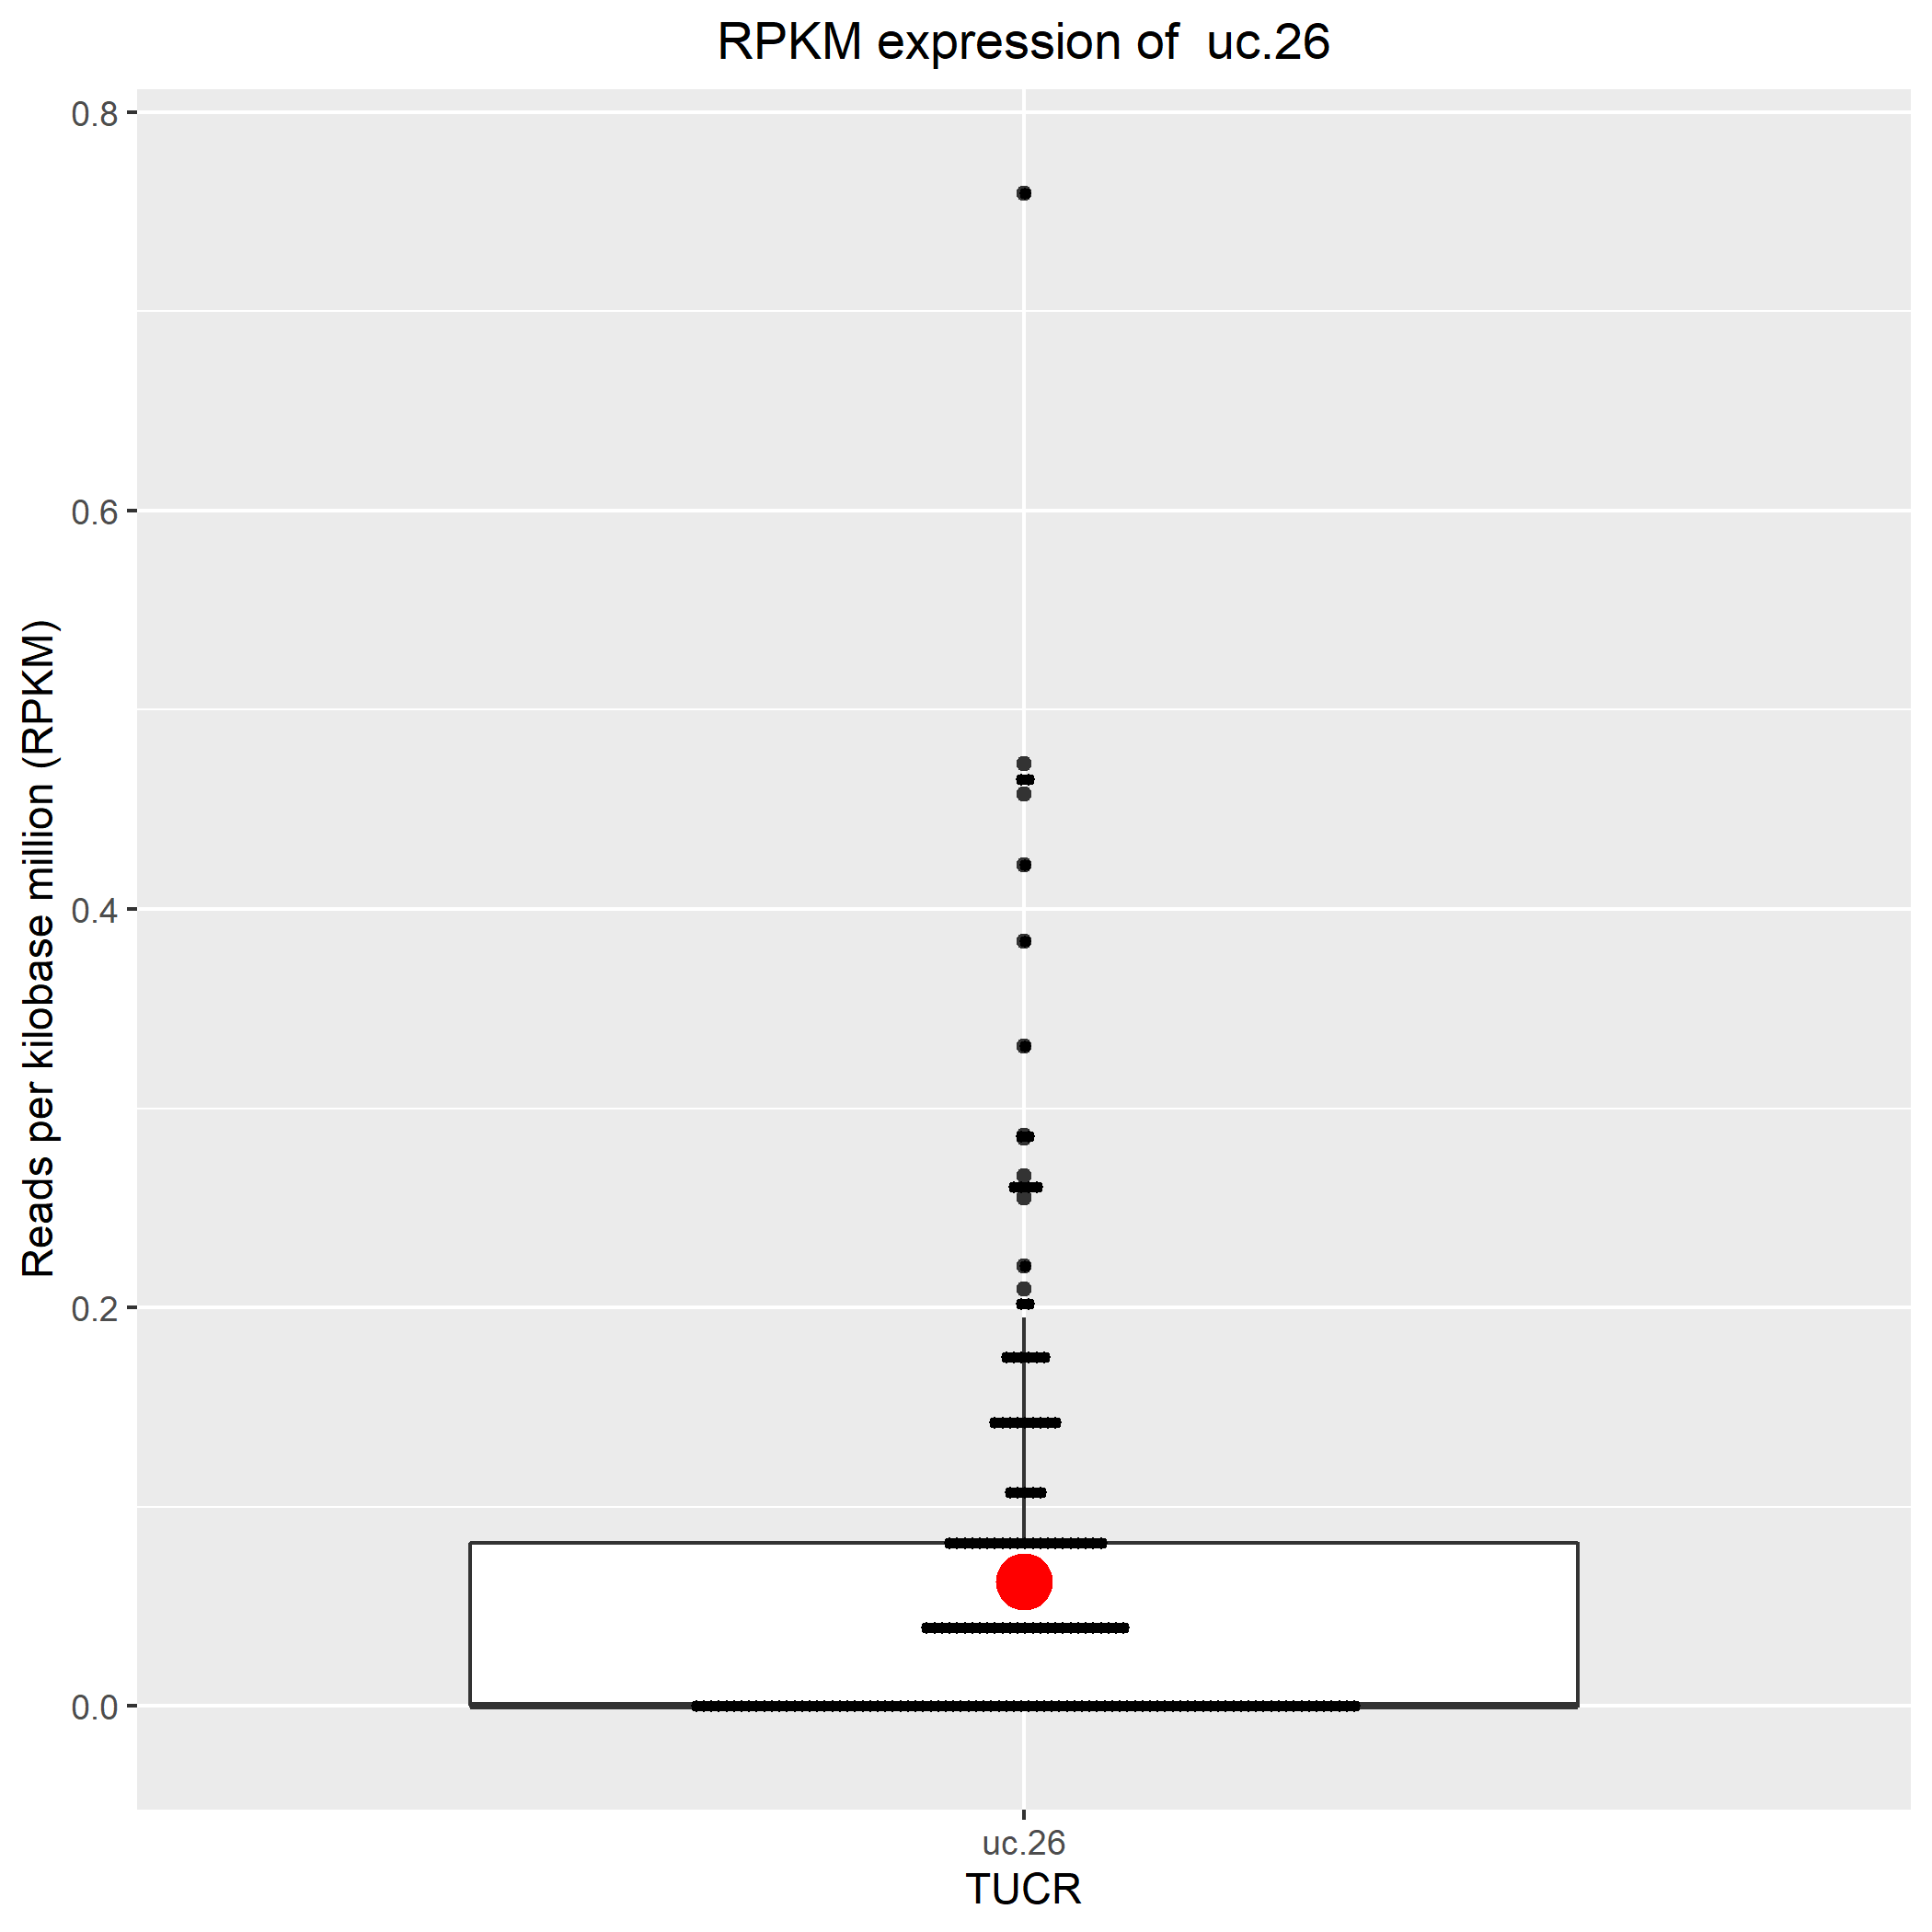 RPKM expression of  uc.26
0.8
0.6
0.4
0.2
0.0
Reads per kilobase million (RPKM)
uc.26
TUCR